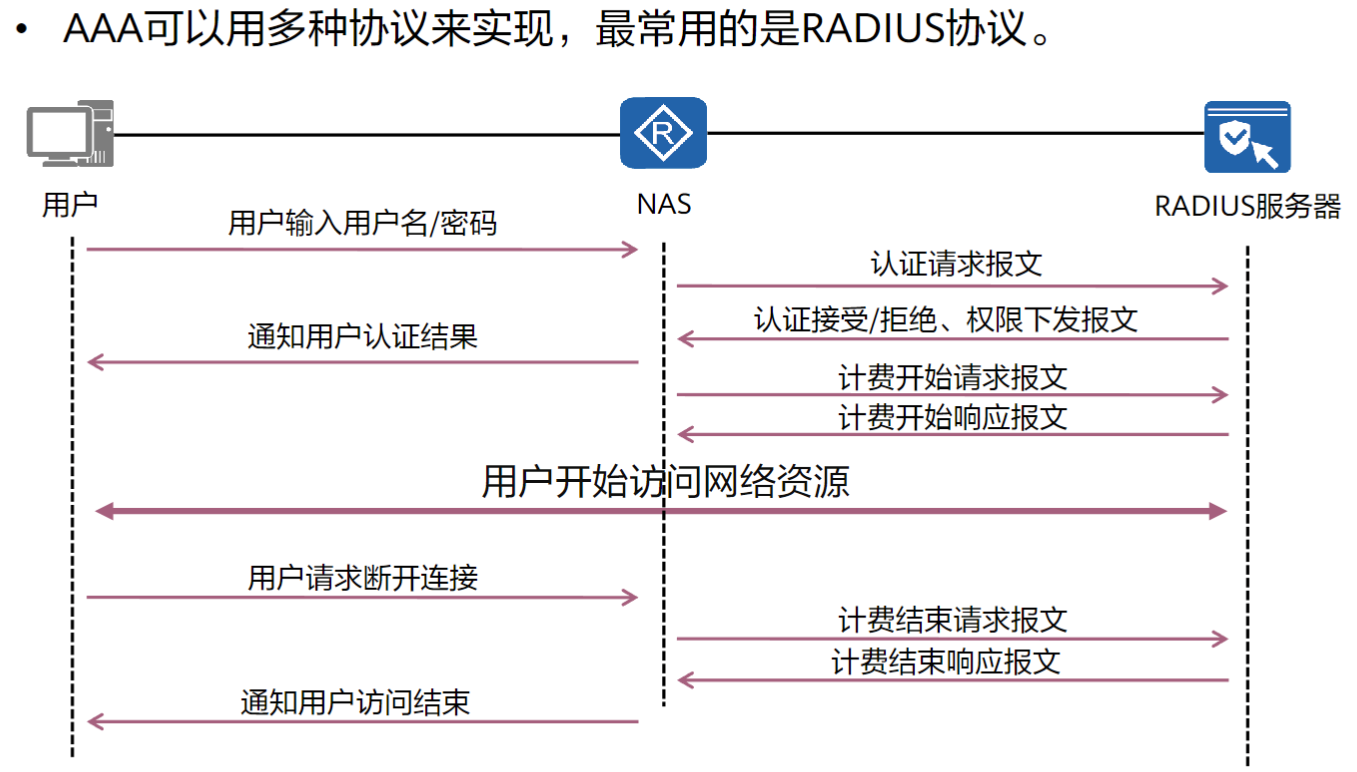 • AAA可以用多种协议来实现，最常用的是RADIUS协议。
R
用户
NAS
RADIUS服务器
用户输入用户名/密码
认证请求报文
认证接受/拒绝、权限下发报文
通知用户认证结果
计费开始请求报文
计费开始响应报文
用户开始访问网络资源
用户请求断开连接
计费结束请求报文
计费结束响应报文
通知用户访问结束